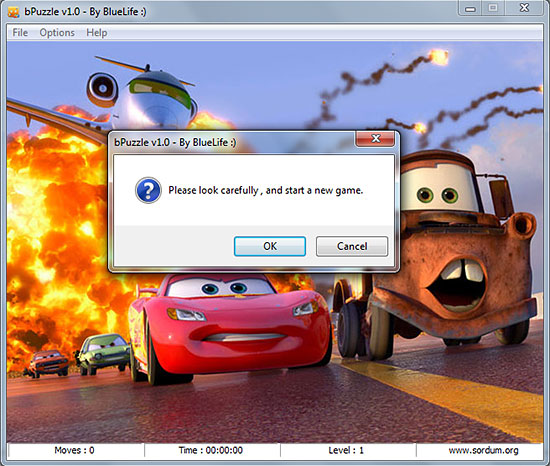 bPuzzle v1.0 - By BlueLife :)
File Options Help
bPuzzle v1.0 - By BlueLife :)
Please look carefully , and start a new game.
OK Cancel
Moves : 0 Time : 00:00:00 Level : 1 www.sordum.org